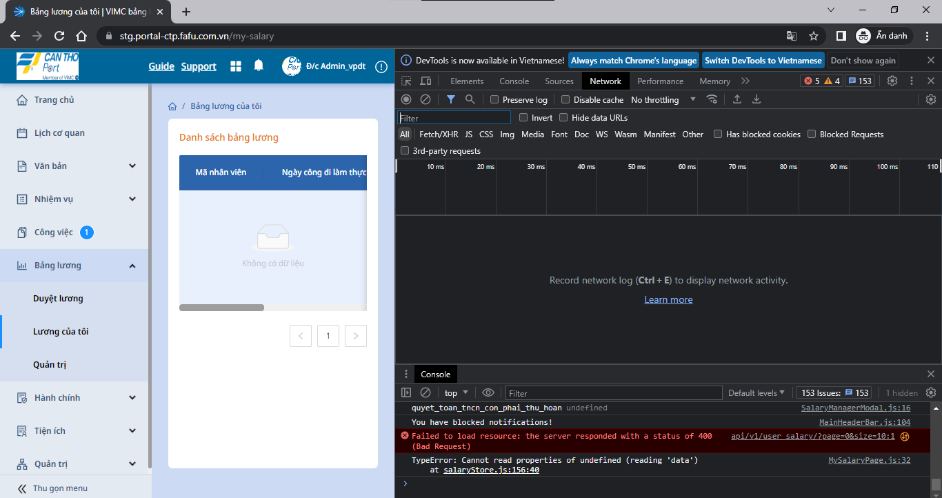 Bảng lương của tôi | VIMC bảng
stg.portal-ctp.fafu.com.vn/my-salary
Ẩn danh
CAN THO
Port
Member of VIMC
Guide
Support
Đ/c Admin_vpdt
Trang chủ
Lịch cơ quan
Văn bản
Nhiệm vụ
Công việc 1
Bảng lương
Duyệt lương
Lương của tôi
Quản trị
Hành chính
Tiện ích
Quản trị
Thu gọn menu
/ Bảng lương của tôi
Danh sách bảng lương
Mã nhân viên
Ngày công đi làm thực
Không có dữ liệu
< 1 >
DevTools is now available in Vietnamese!
Always match Chrome's language
Switch DevTools to Vietnamese
Don't show again
Elements Console Sources Network Performance Memory »
5 4 153
Preserve log
Disable cache
No throttling
Filter
Invert
Hide data URLs
All Fetch/XHR JS CSS Img Media Font Doc WS Wasm Manifest Other
Has blocked cookies
Blocked Requests
3rd-party requests
10 ms 20 ms 30 ms 40 ms 50 ms 60 ms 70 ms 80 ms 90 ms 100 ms 110
Record network log (Ctrl + E) to display network activity.
Learn more
Console
top
Filter
Default levels
153 Issues: 153
1 hidden
quyet_toan_tncn_con_phai_thu_hoan undefined SalaryManagerModal.js:16
You have blocked notifications! MainHeaderBar.js:104
Failed to load resource: the server responded with a status of 400 (Bad Request) api/v1/user_salary/?page=0&size=10:1
TypeError: Cannot read properties of undefined (reading 'data') MySalaryPage.js:32
at salaryStore.js:156:40
>